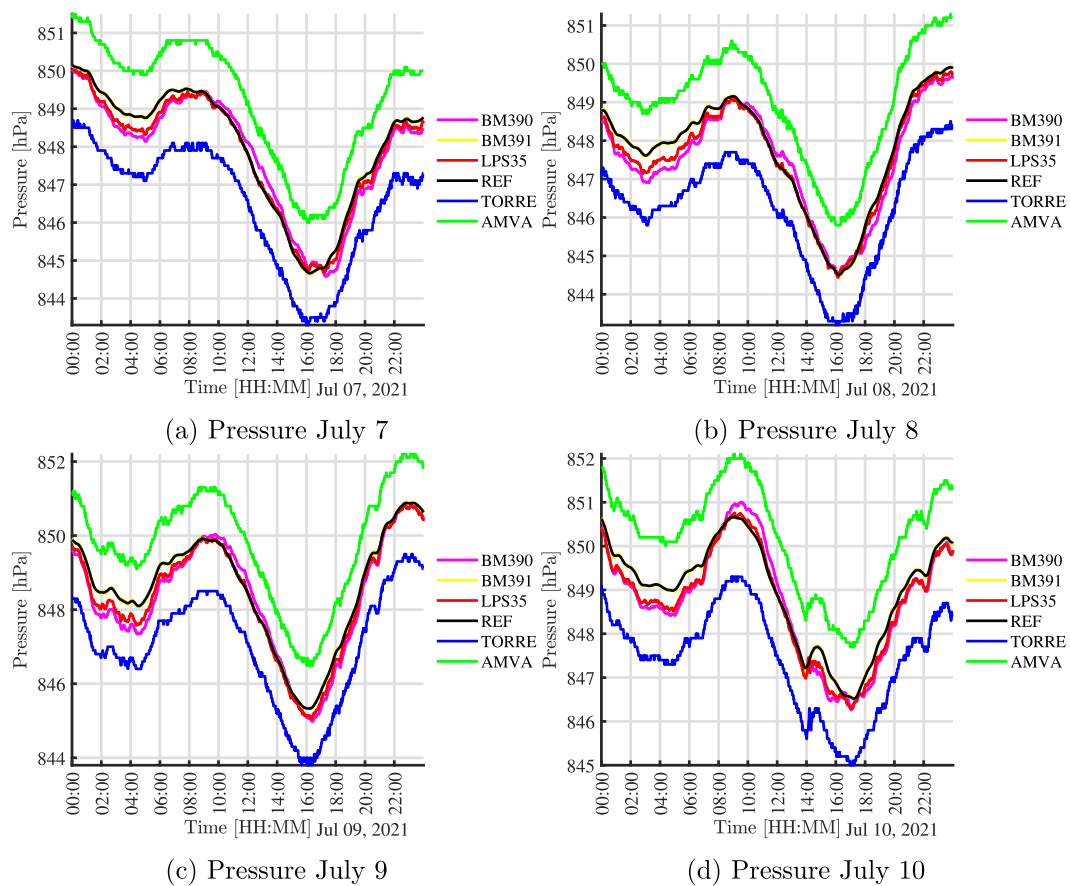 851
850
849
848
847
846
845
844
Pressure [hPa]
00:00
02:00
04:00
06:00
08:00
10:00
12:00
14:00
16:00
18:00
20:00
22:00
Time [HH:MM] Jul 07, 2021
BM390
BM391
LPS35
REF
TORRE
AMVA
(a) Pressure July 7
851
850
849
848
847
846
845
844
Pressure [hPa]
00:00
02:00
04:00
06:00
08:00
10:00
12:00
14:00
16:00
18:00
20:00
22:00
Time [HH:MM] Jul 08, 2021
BM390
BM391
LPS35
REF
TORRE
AMVA
(b) Pressure July 8
852
850
848
846
844
Pressure [hPa]
00:00
02:00
04:00
06:00
08:00
10:00
12:00
14:00
16:00
18:00
20:00
22:00
Time [HH:MM] Jul 09, 2021
BM390
BM391
LPS35
REF
TORRE
AMVA
(c) Pressure July 9
852
851
850
849
848
847
846
845
Pressure [hPa]
00:00
02:00
04:00
06:00
08:00
10:00
12:00
14:00
16:00
18:00
20:00
22:00
Time [HH:MM] Jul 10, 2021
BM390
BM391
LPS35
REF
TORRE
AMVA
(d) Pressure July 10